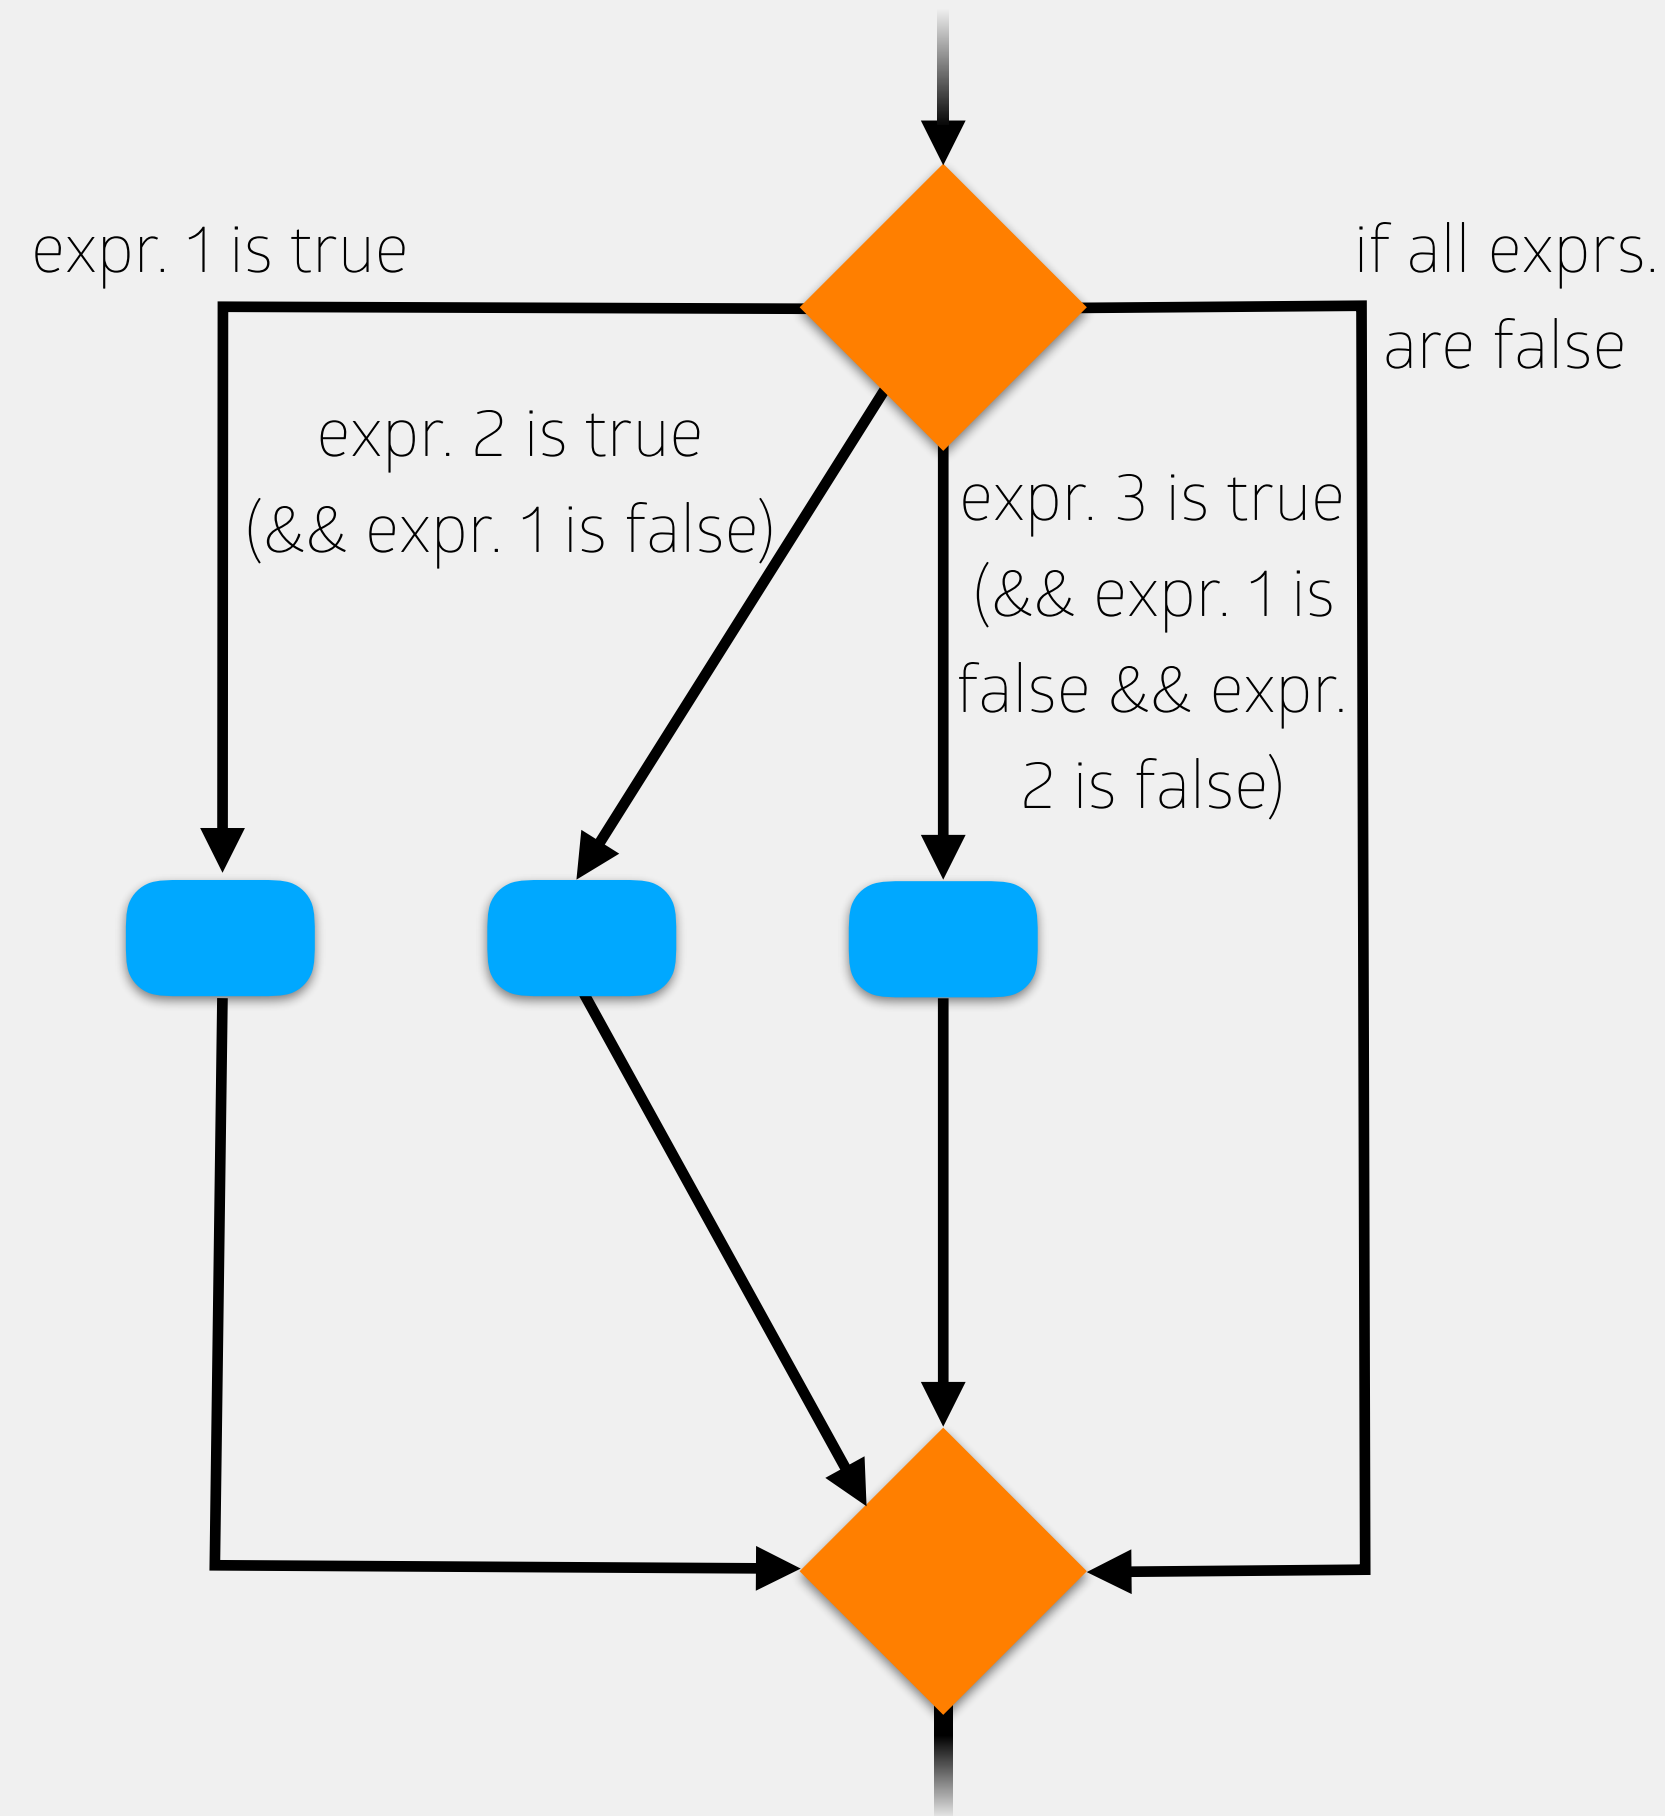 expr. 1 is true
if all exprs.
are false
expr. 2 is true
(&& expr. 1 is false)
expr. 3 is true
(&& expr. 1 is
false && expr.
2 is false)